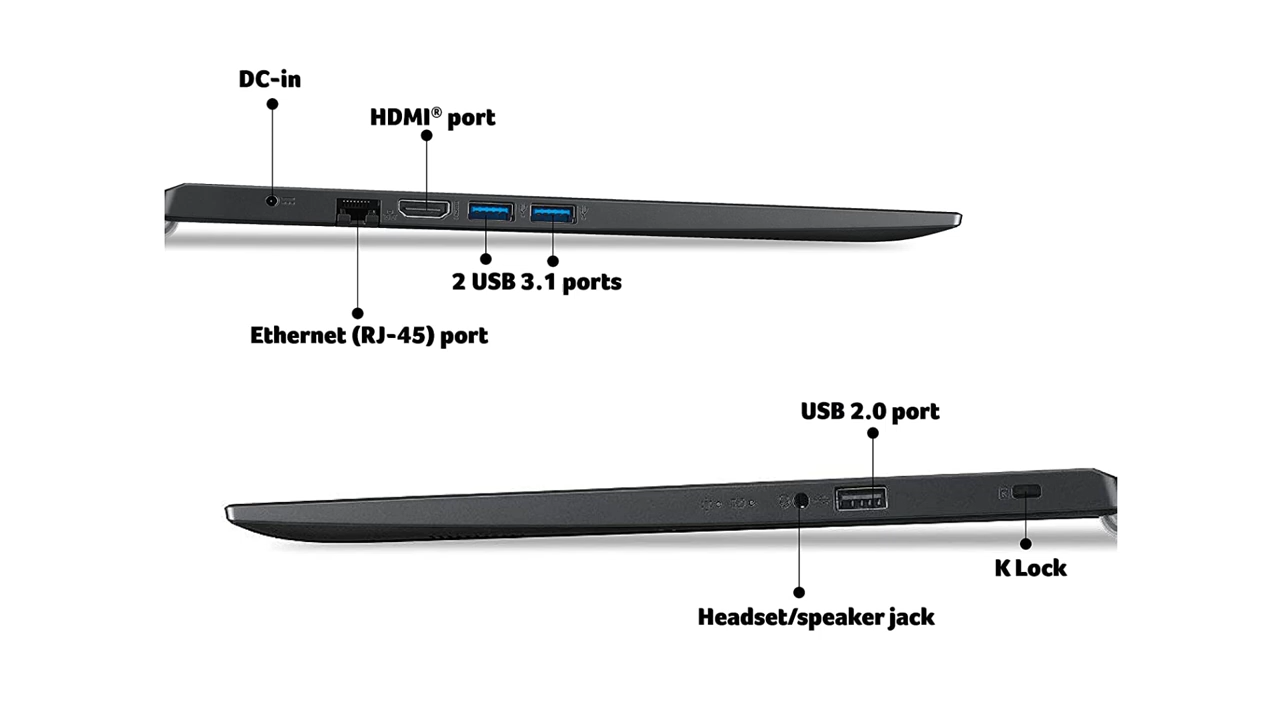 DC-in
HDMI® port
2 USB 3.1 ports
Ethernet (RJ-45) port
USB 2.0 port
K Lock
Headset/speaker jack